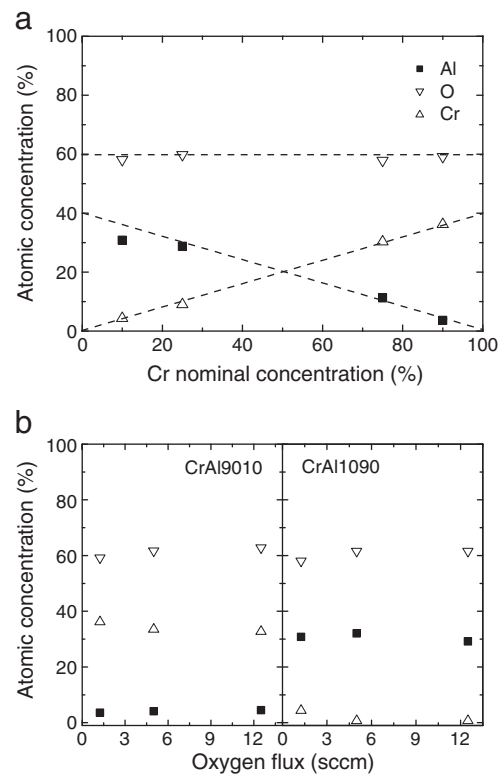 a
Atomic concentration (%)
100
80
60
40
20
0
Al
O
Cr
0 20 40 60 80 100
Cr nominal concentration (%)
b
Atomic concentration (%)
100
80
60
40
20
0
CrAl9010
CrAl1090
0 3 6 9 12 0 3 6 9 12
Oxygen flux (sccm)